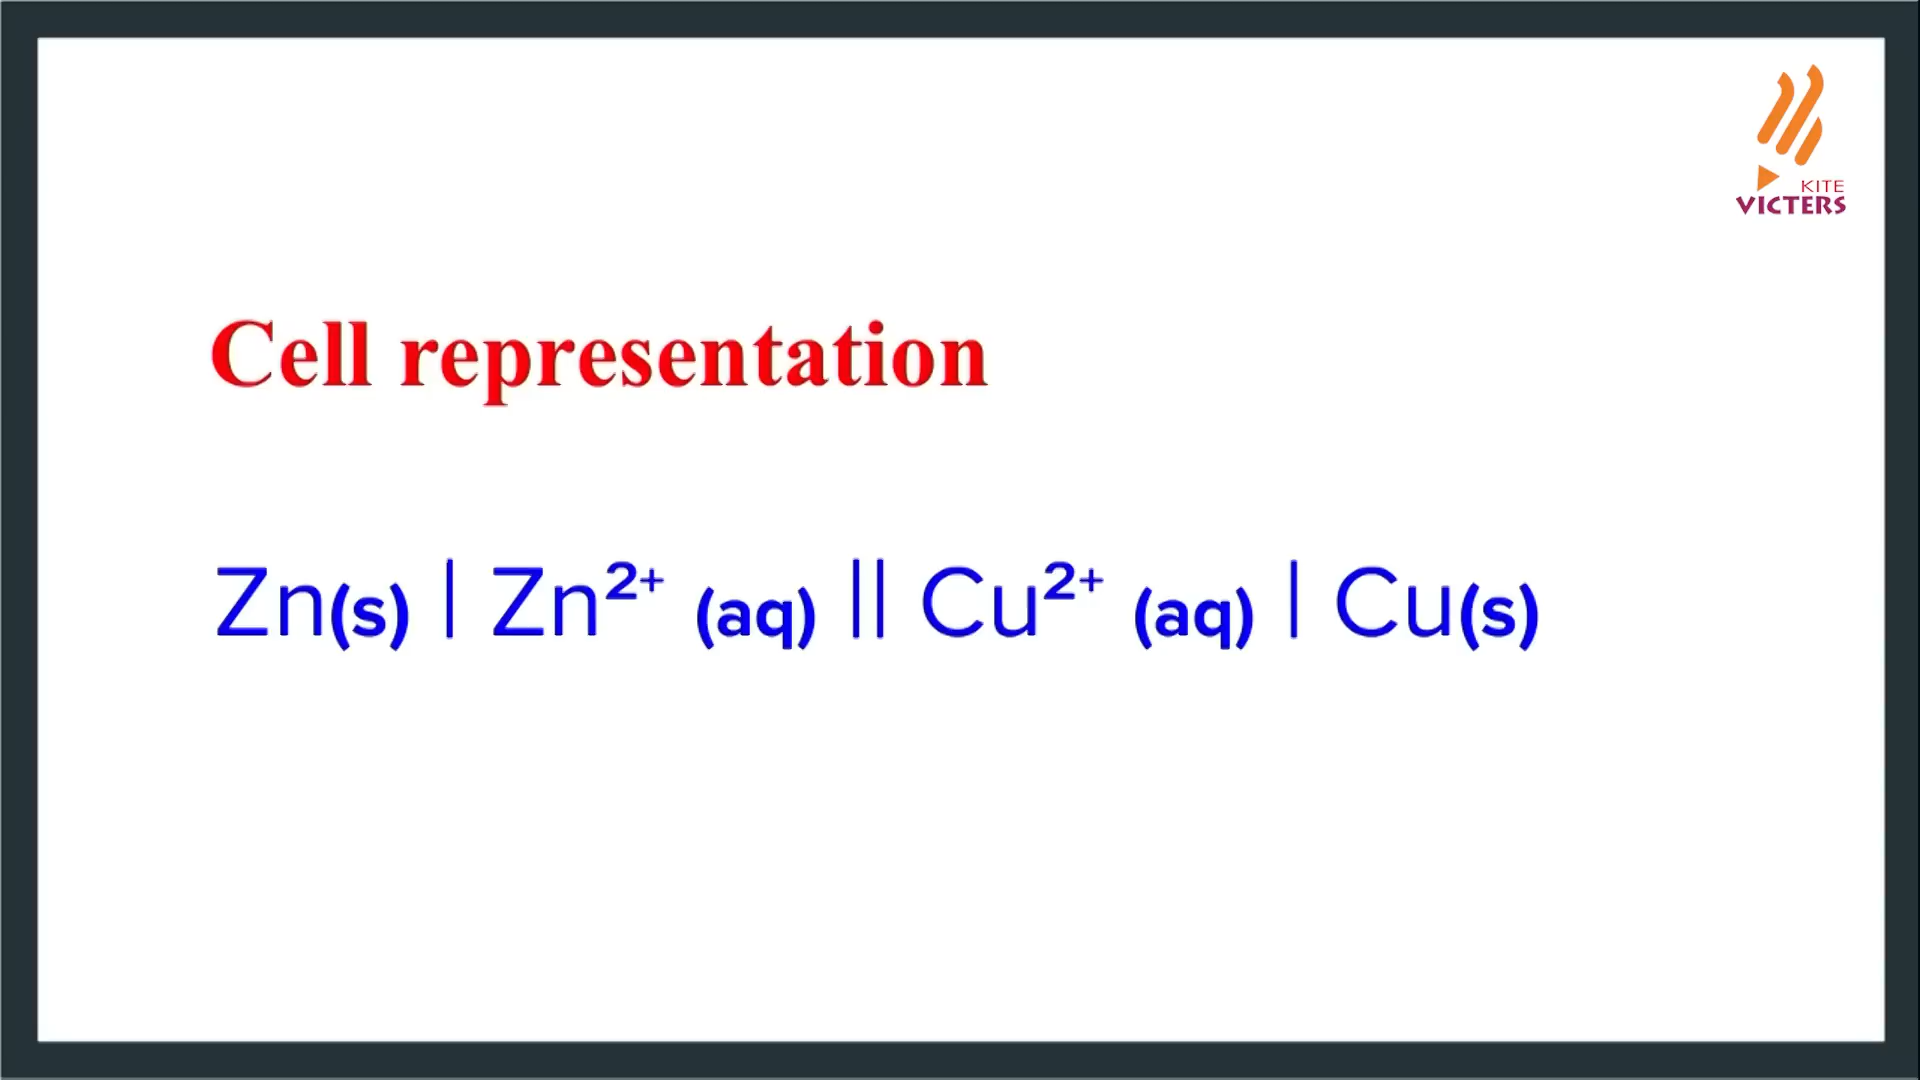 KITE
VICTERS
Cell representation
Zn(s) | Zn²⁺ (aq) || Cu²⁺ (aq) | Cu(s)